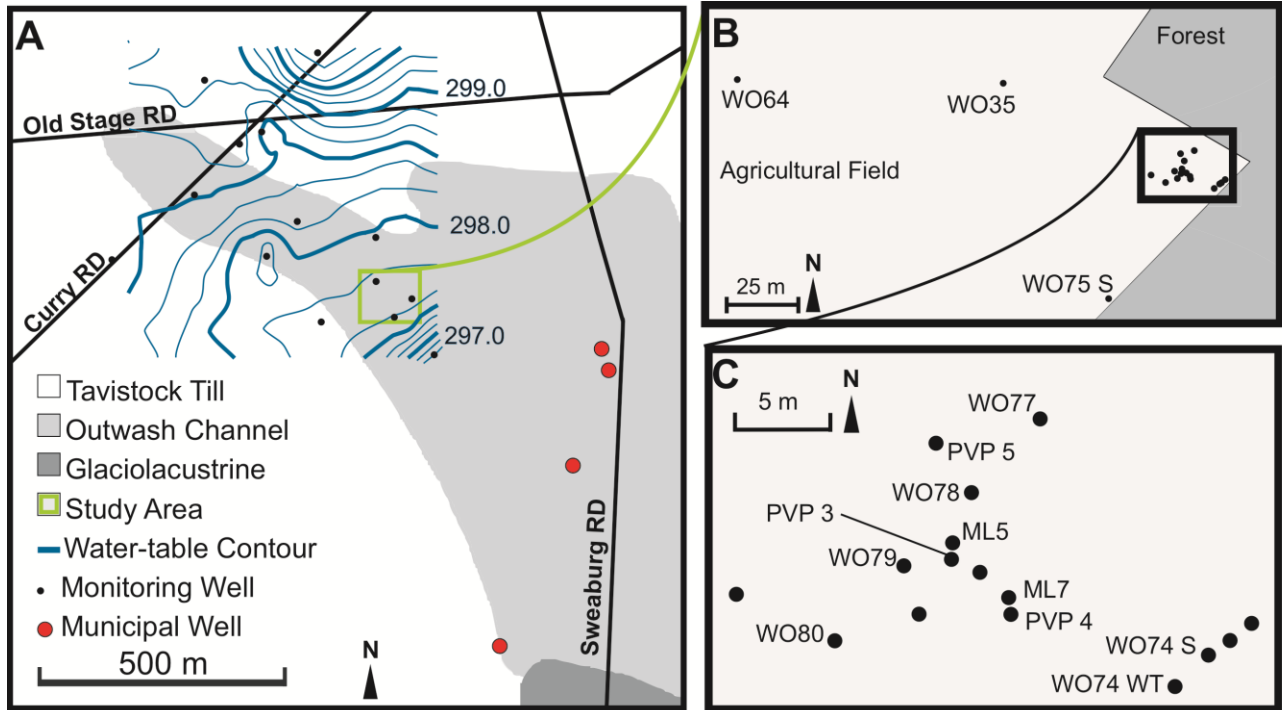 A
299.0
Old Stage RD
298.0
Curry RD
297.0
Tavistock Till
Outwash Channel
Glaciolacustrine
Study Area
Water-table Contour
Monitoring Well
Municipal Well
500 m
N
Sweaburg RD
B
Forest
WO64
WO35
Agricultural Field
N
25 m
WO75 S
C
N
5 m
WO77
PVP 5
WO78
PVP 3
ML5
WO79
ML7
PVP 4
WO80
WO74 S
WO74 WT